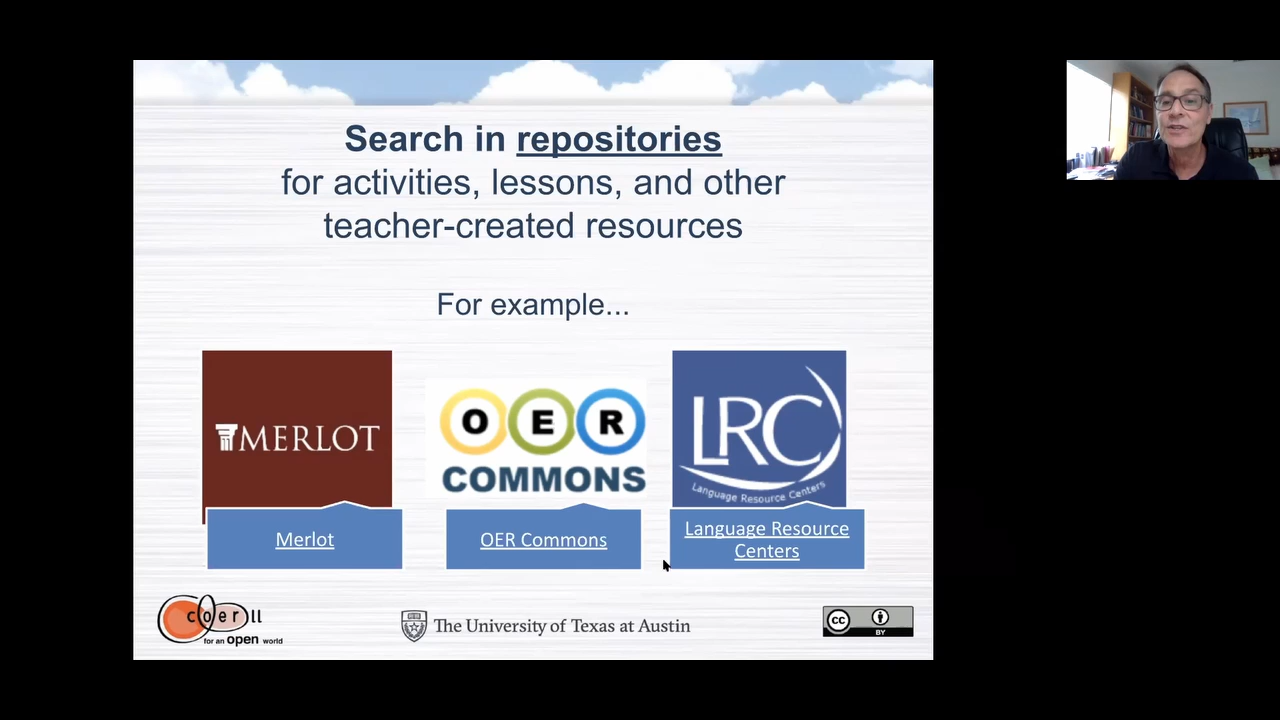 Search in repositories
for activities, lessons, and other
teacher-created resources
For example...
MERLOT
O E R
COMMONS
LRC
Language Resource Centers
Merlot
OER Commons
Language Resource
Centers
coerll
for an open world
The University of Texas at Austin
cc
BY